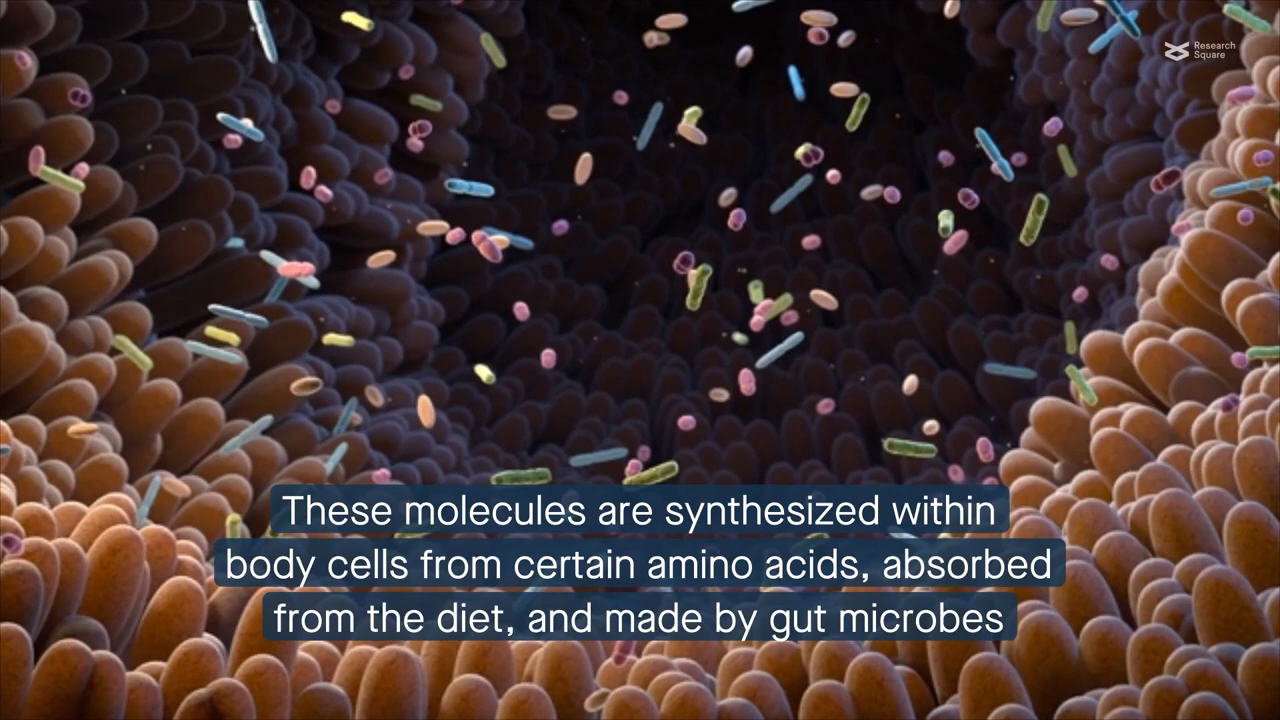 Research
Square
These molecules are synthesized within
body cells from certain amino acids, absorbed
from the diet, and made by gut microbes